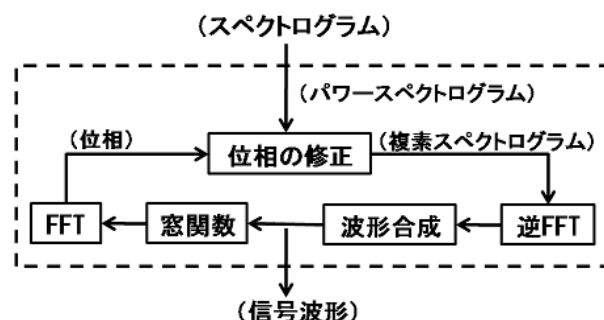 (スペクトログラム)
(パワースペクトログラム)
(位相)
位相の修正
(複素スペクトログラム)
FFT
窓関数
波形合成
逆FFT
(信号波形)